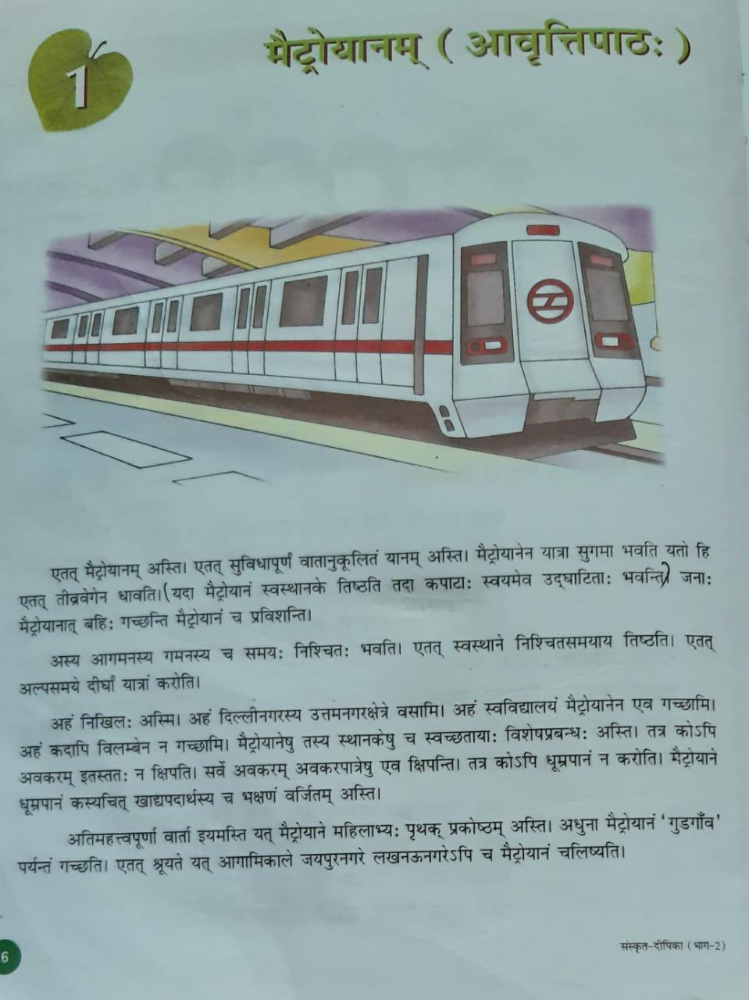 1
मैट्रोयानम् ( आवृत्तिपाठः )
एतत् मैट्रोयानम् अस्ति। एतत् सुविधापूर्णं वातानुकूलितं यानम् अस्ति। मैट्रोयानेन यात्रा सुगमा भवति यतो हि
एतत् तीव्रवेगेन धावति। (यदा मैट्रोयानं स्वस्थानके तिष्ठति तदा कपाटाः स्वयमेव उद्घाटिताः भवन्ति) जनाः
मैट्रोयानात् बहिः गच्छन्ति मैट्रोयानं च प्रविशन्ति।
अस्य आगमनस्य गमनस्य च समयः निश्चितः भवति। एतत् स्वस्थाने निश्चितसमयाय तिष्ठति। एतत्
अल्पसमये दीर्घां यात्रां करोति।
अहं निखिलः अस्मि। अहं दिल्लीनगरस्य उत्तमनगरक्षेत्रे वसामि। अहं स्वविद्यालयं मैट्रोयानेन एव गच्छामि।
अहं कदापि विलम्बेन न गच्छामि। मैट्रोयानेषु तस्य स्थानकेषु च स्वच्छतायाः विशेषप्रबन्धः अस्ति। तत्र कोऽपि
अवकरम् इतस्ततः न क्षिपति। सर्वे अवकरम् अवकरपात्रेषु एव क्षिपन्ति। तत्र कोऽपि धूम्रपानं न करोति। मैट्रोयाने
धूम्रपानं कस्यचित् खाद्यपदार्थस्य च भक्षणं वर्जितम् अस्ति।
अतिमहत्त्वपूर्णा वार्ता इयमस्ति यत् मैट्रोयाने महिलाभ्यः पृथक् प्रकोष्ठम् अस्ति। अधुना मैट्रोयानं 'गुडगाँव'
पर्यन्तं गच्छति। एतत् श्रूयते यत् आगामिकाले जयपुरनगरे लखनऊनगरेऽपि च मैट्रोयानं चलिष्यति।
6
संस्कृत-दीपिका (भाग-2)